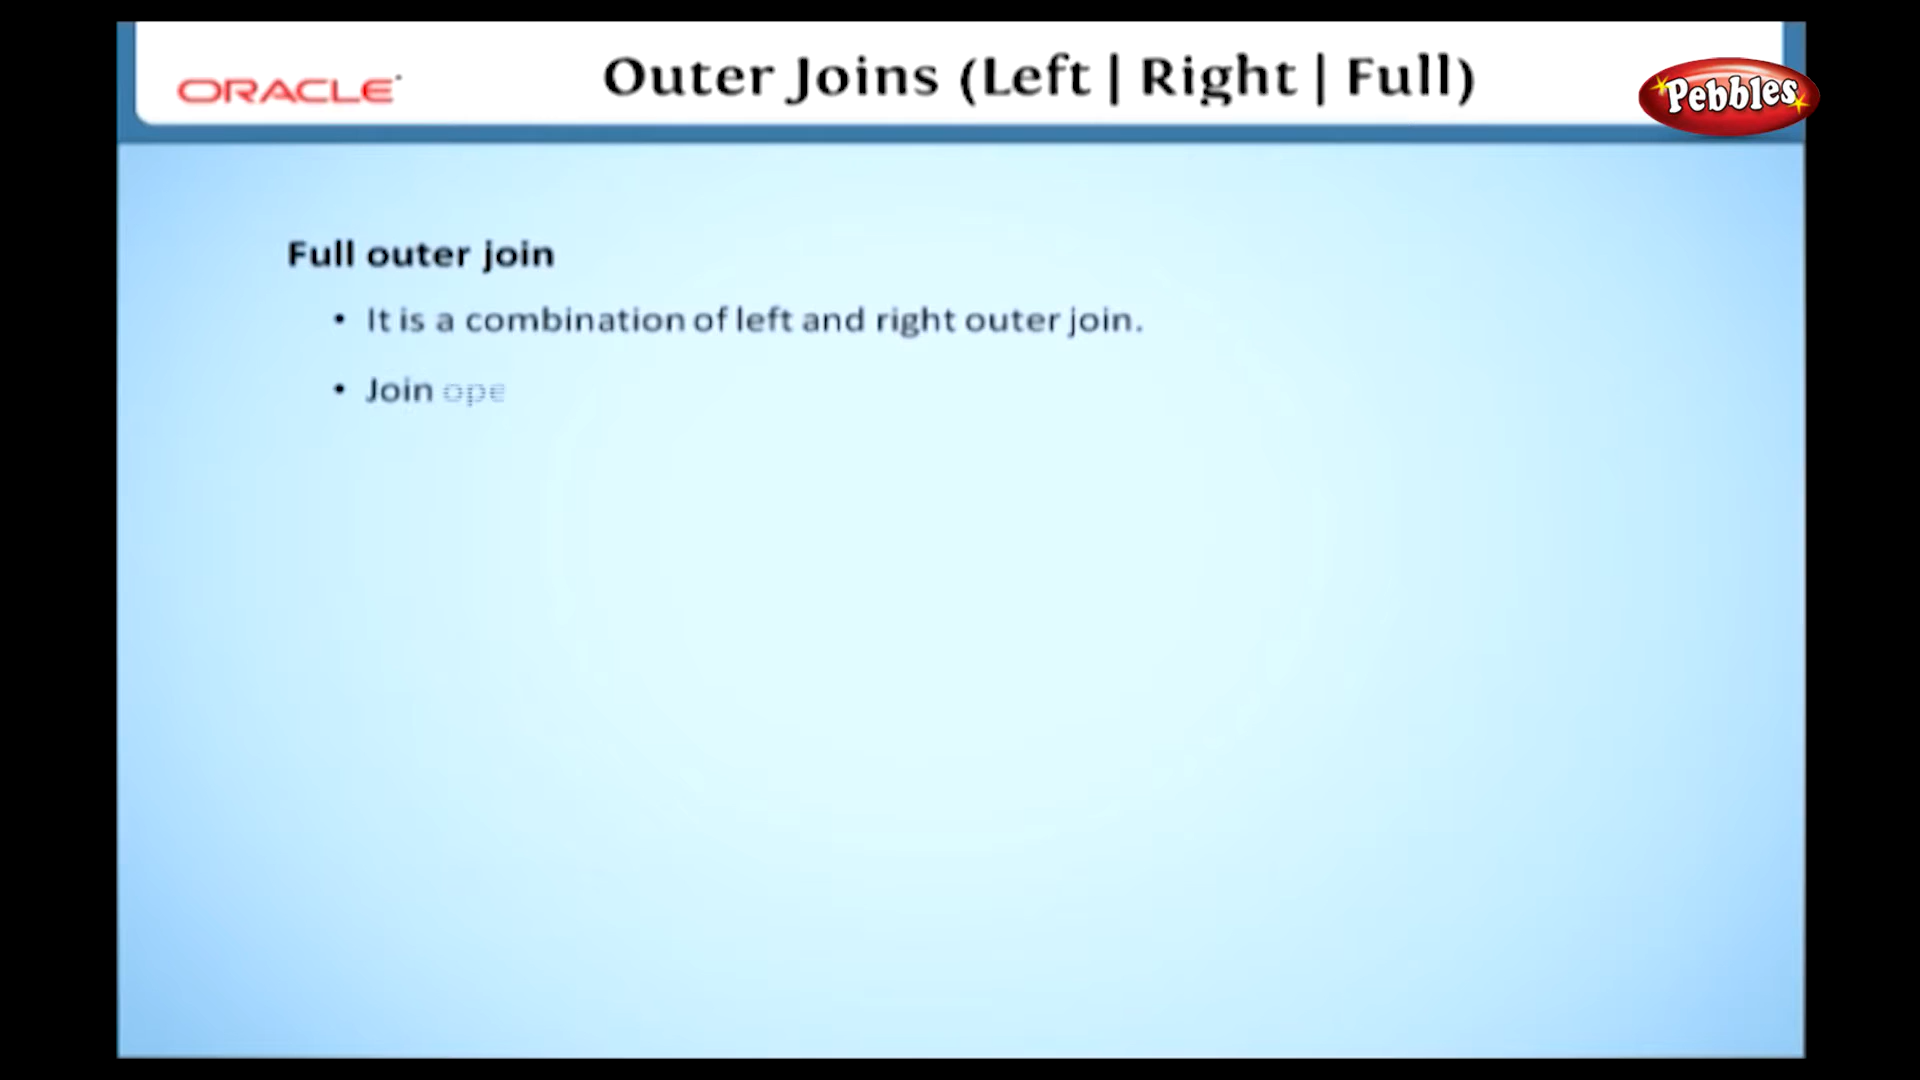 ORACLE
Outer Joins (Left | Right | Full)
Pebbles
Full outer join
• It is a combination of left and right outer join.
• Join ope